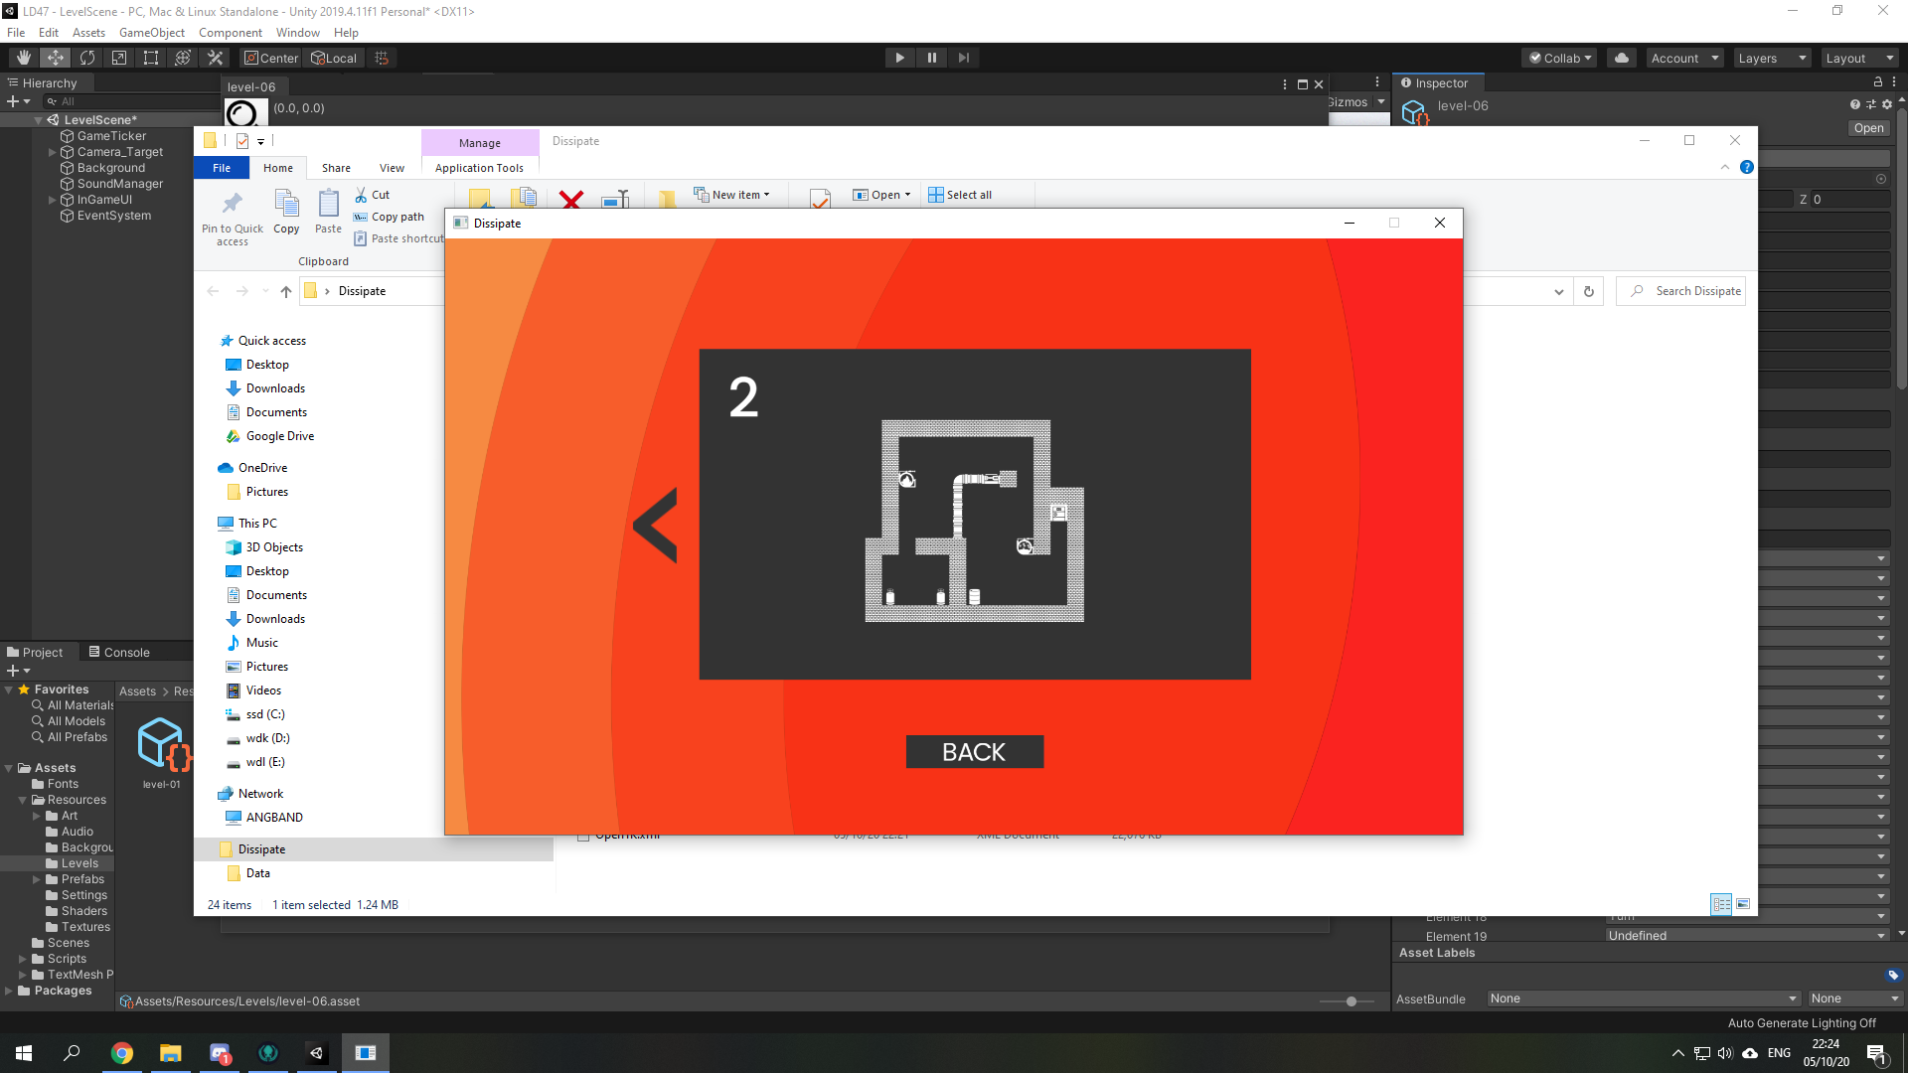 LD47 - LevelScene - PC, Mac & Linux Standalone - Unity 2019.4.11f1 Personal* <DX11>
File Edit Assets GameObject Component Window Help
Center Local
Collab Account Layers Layout
Hierarchy
level-06
Inspector
All
(0.0, 0.0)
Gizmos
level-06
Open
LevelScene*
GameTicker
Camera_Target
Background
SoundManager
InGameUI
EventSystem
Manage
Dissipate
File Home Share View Application Tools
Pin to Quick access
Copy
Paste
Cut
Copy path
Paste shortcut
Clipboard
New item
Open
Select all
Z 0
Dissipate
Dissipate
Search Dissipate
Quick access
Desktop
Downloads
Documents
Google Drive
OneDrive
Pictures
This PC
3D Objects
Desktop
Documents
Downloads
Music
Pictures
Videos
ssd (C:)
wdk (D:)
wdl (E:)
Network
ANGBAND
Dissipate
Data
24 items 1 item selected 1.24 MB
2
<
BACK
Project Console
Favorites
All Materials
All Models
All Prefabs
Assets
Fonts
Resources
Art
Audio
Backgrou
Levels
Prefabs
Settings
Shaders
Textures
Scenes
Scripts
TextMesh P
Packages
Assets > Res
level-01
Assets/Resources/Levels/level-06.asset
Element 18
Element 19 Undefined
Asset Labels
AssetBundle None None
Auto Generate Lighting Off
1
ENG
22:24
05/10/20
1